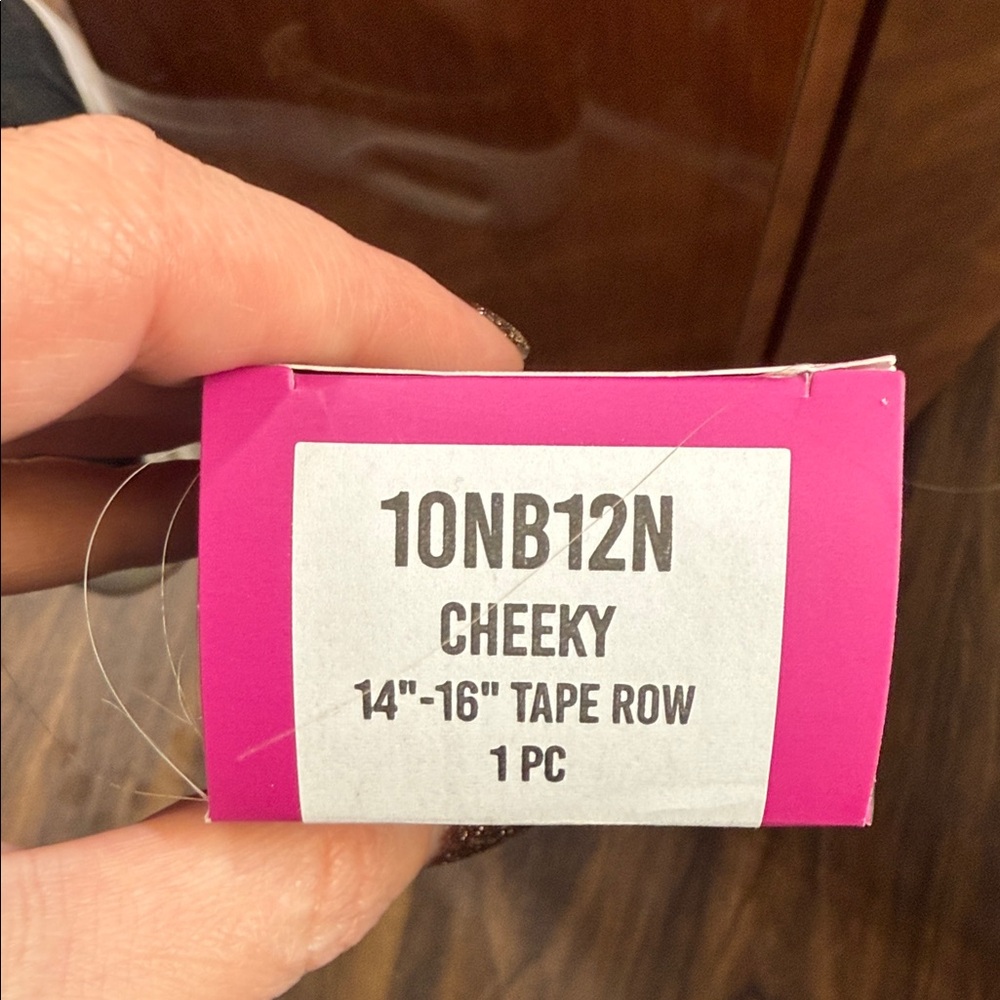 10NB12N
CHEEKY
14"-16" TAPE ROW
1 PC